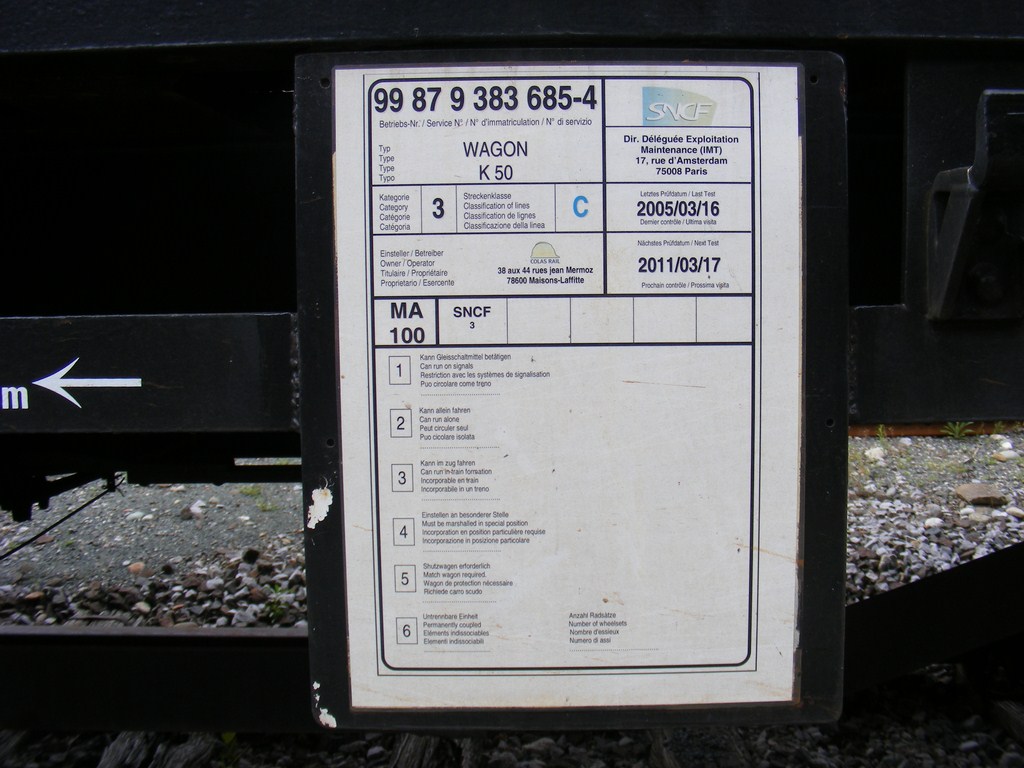 99 87 9 383 685-4
Betriebs-Nr. / Service N° / N° d'immatriculation / N° di servizio
Typ
Type
Type
Typo
WAGON
K 50
SNCF
Dir. Déléguée Exploitation
Maintenance (IMT)
17, rue d'Amsterdam
75008 Paris
Kategorie
Category
Catégorie
Catégoria
3
Streckenklasse
Classification of lines
Classification de lignes
Classificazione della linea
C
Letztes Prüfdatum / Last Test
2005/03/16
Dernier contrôle / Ultima visita
Einsteller / Betreiber
Owner / Operator
Titulaire / Propriétaire
Proprietario / Esercente
COLAS RAIL
38 aux 44 rues jean Mermoz
78600 Maisons-Laffitte
Nächstes Prüfdatum / Next Test
2011/03/17
Prochain contrôle / Prossima visita
MA
100
SNCF
3
1
Kann Gleisschaltmittel betätigen
Can run on signals
Restriction avec les systèmes de signalisation
Puo circolare come treno
2
Kann allein fahren
Can run alone
Peut circuler seul
Puo cicolare isolata
3
Kann im zug fahren
Can run in-train formation
Incorporable en train
Incorporabile in un treno
4
Einstellen an besonderer Stelle
Must be marshalled in special position
Incorporation en position particulière requise
Incorporazione in posizione particolare
5
Shutzwagen erforderlich
Match wagon required.
Wagon de protection nécessaire
Richiede carro scudo
6
Untrennbare Einheit
Permanently coupled
Eléments indissociables
Elementi indissociabili
Anzahl Radsätze
Number of wheelsets
Nombre d'essieux
Numero di assi
m